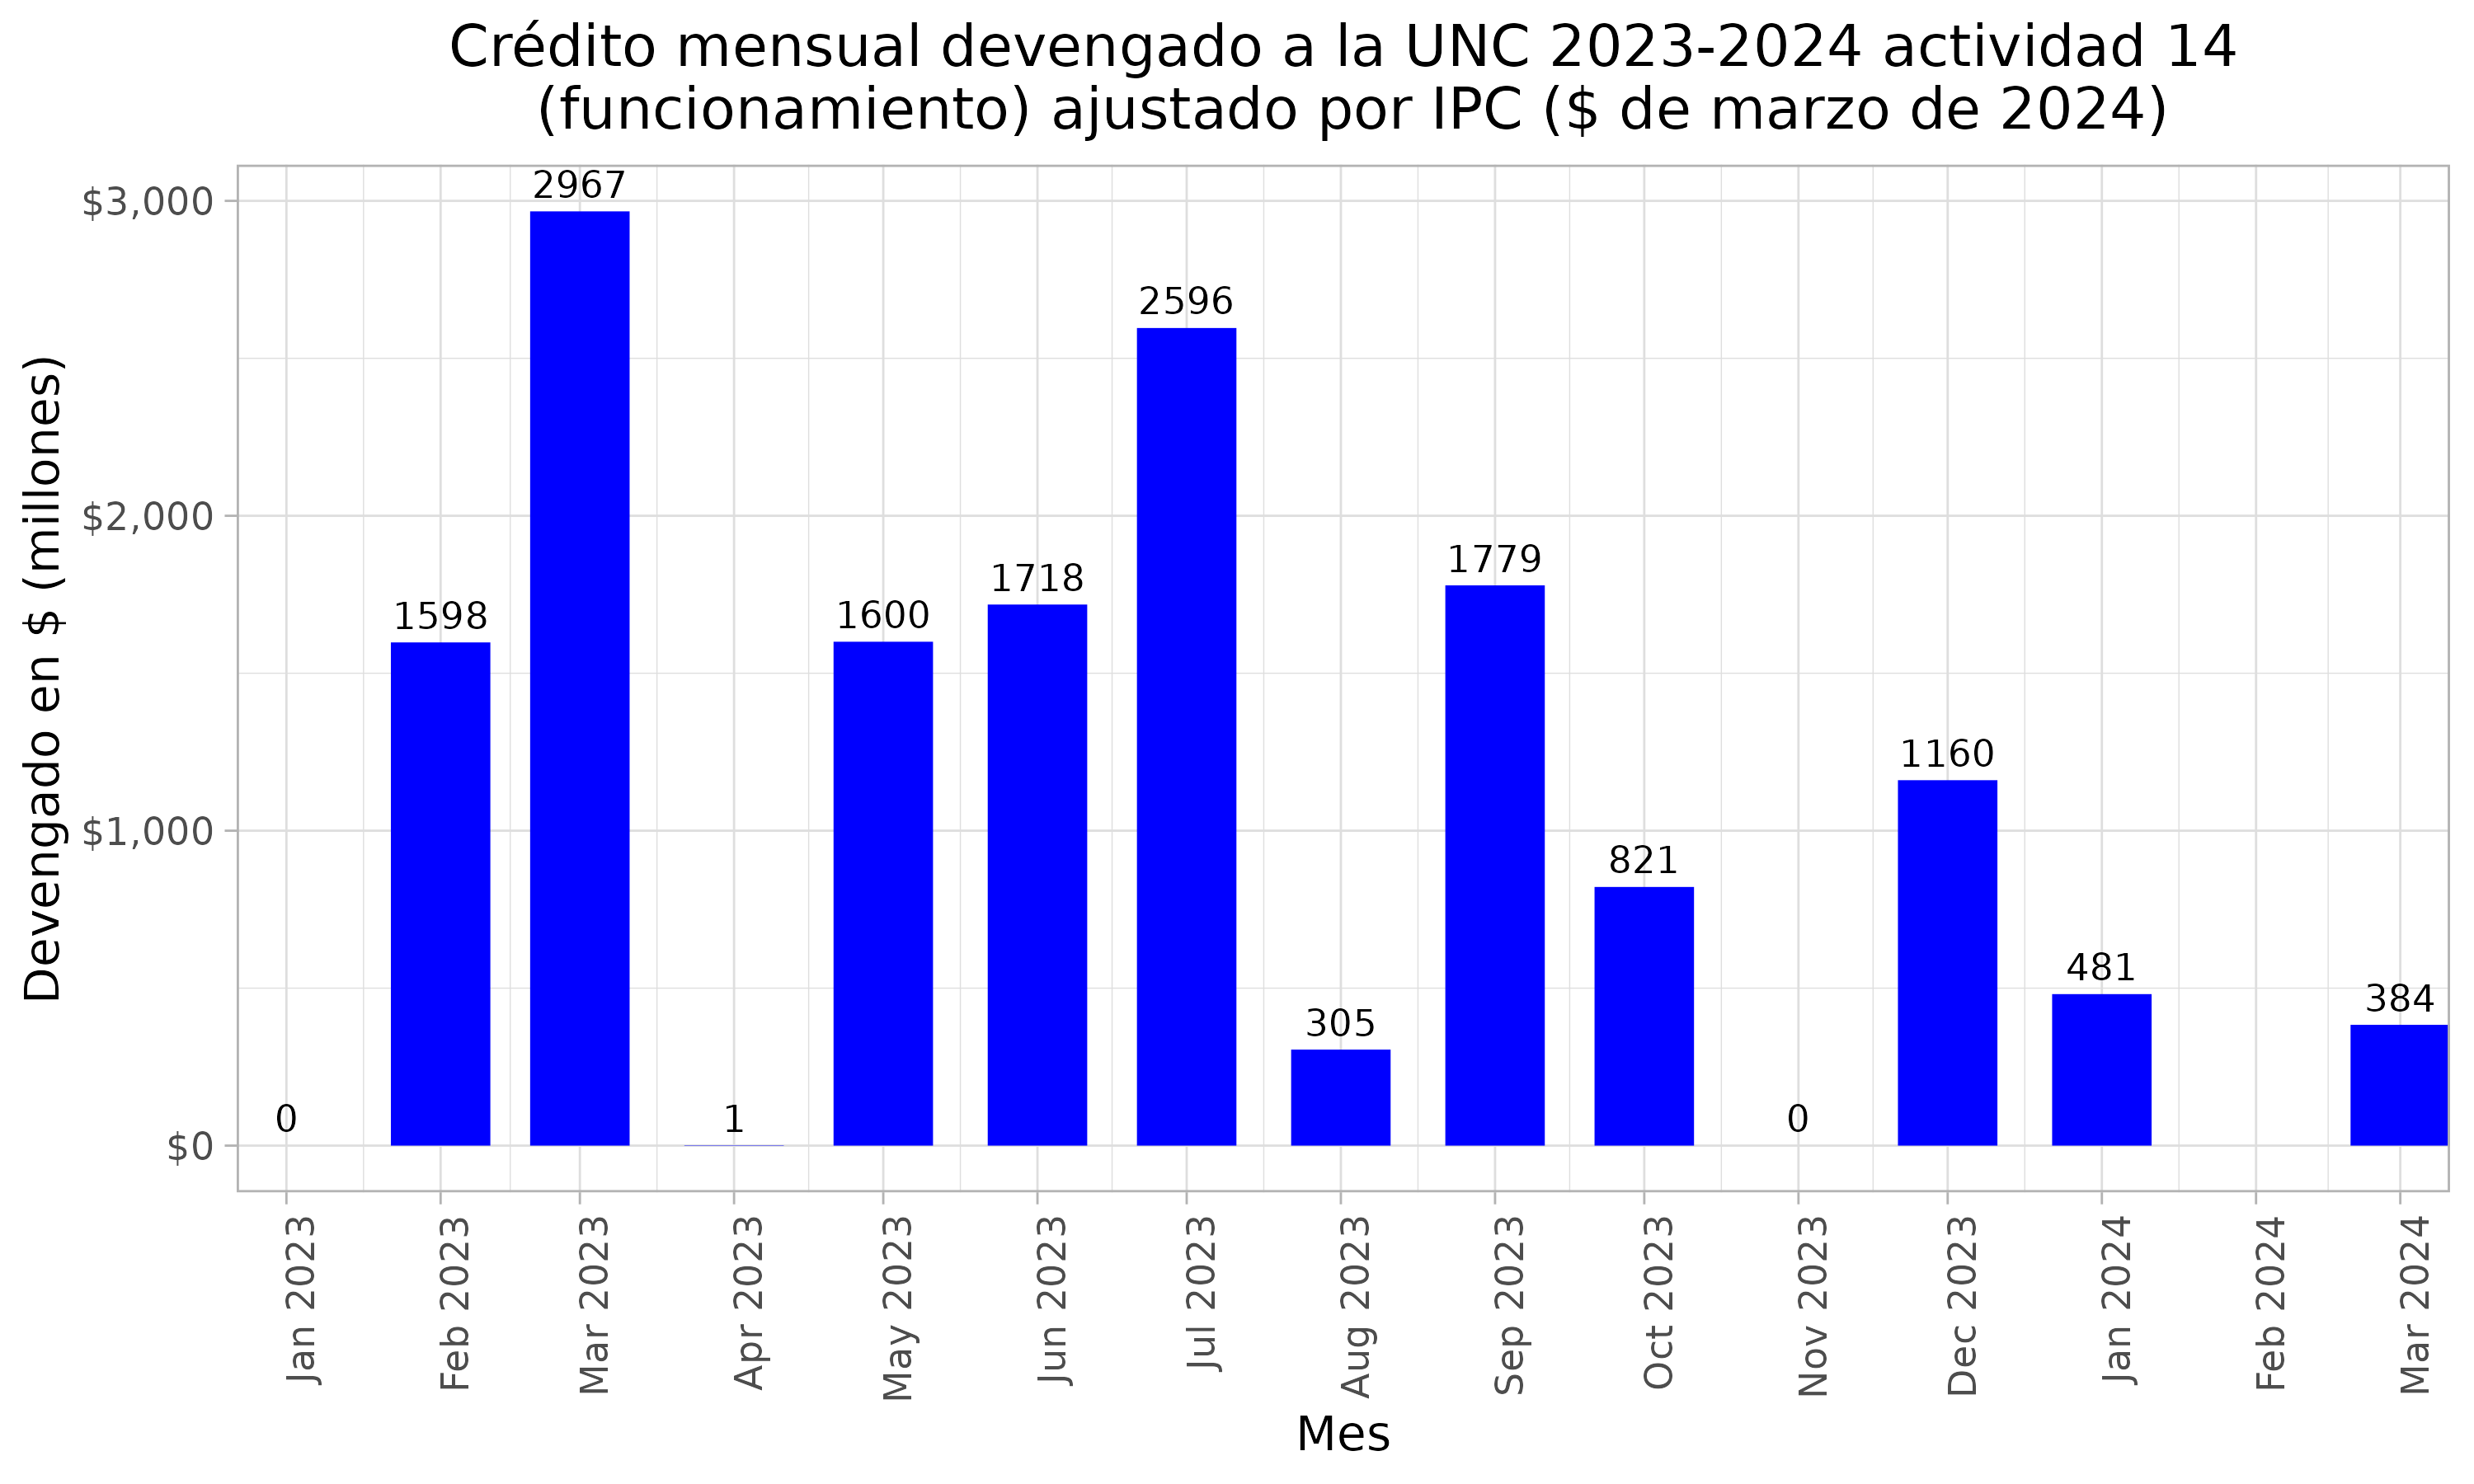 Crédito mensual devengado a la UNC 2023-2024 actividad 14
(funcionamiento) ajustado por IPC ($ de marzo de 2024)
Devengado en $ (millones)
$3,000
$2,000
$1,000
$0
0
1598
2967
1
1600
1718
2596
305
1779
821
0
1160
481
384
Jan 2023
Feb 2023
Mar 2023
Apr 2023
May 2023
Jun 2023
Jul 2023
Aug 2023
Sep 2023
Oct 2023
Nov 2023
Dec 2023
Jan 2024
Feb 2024
Mar 2024
Mes